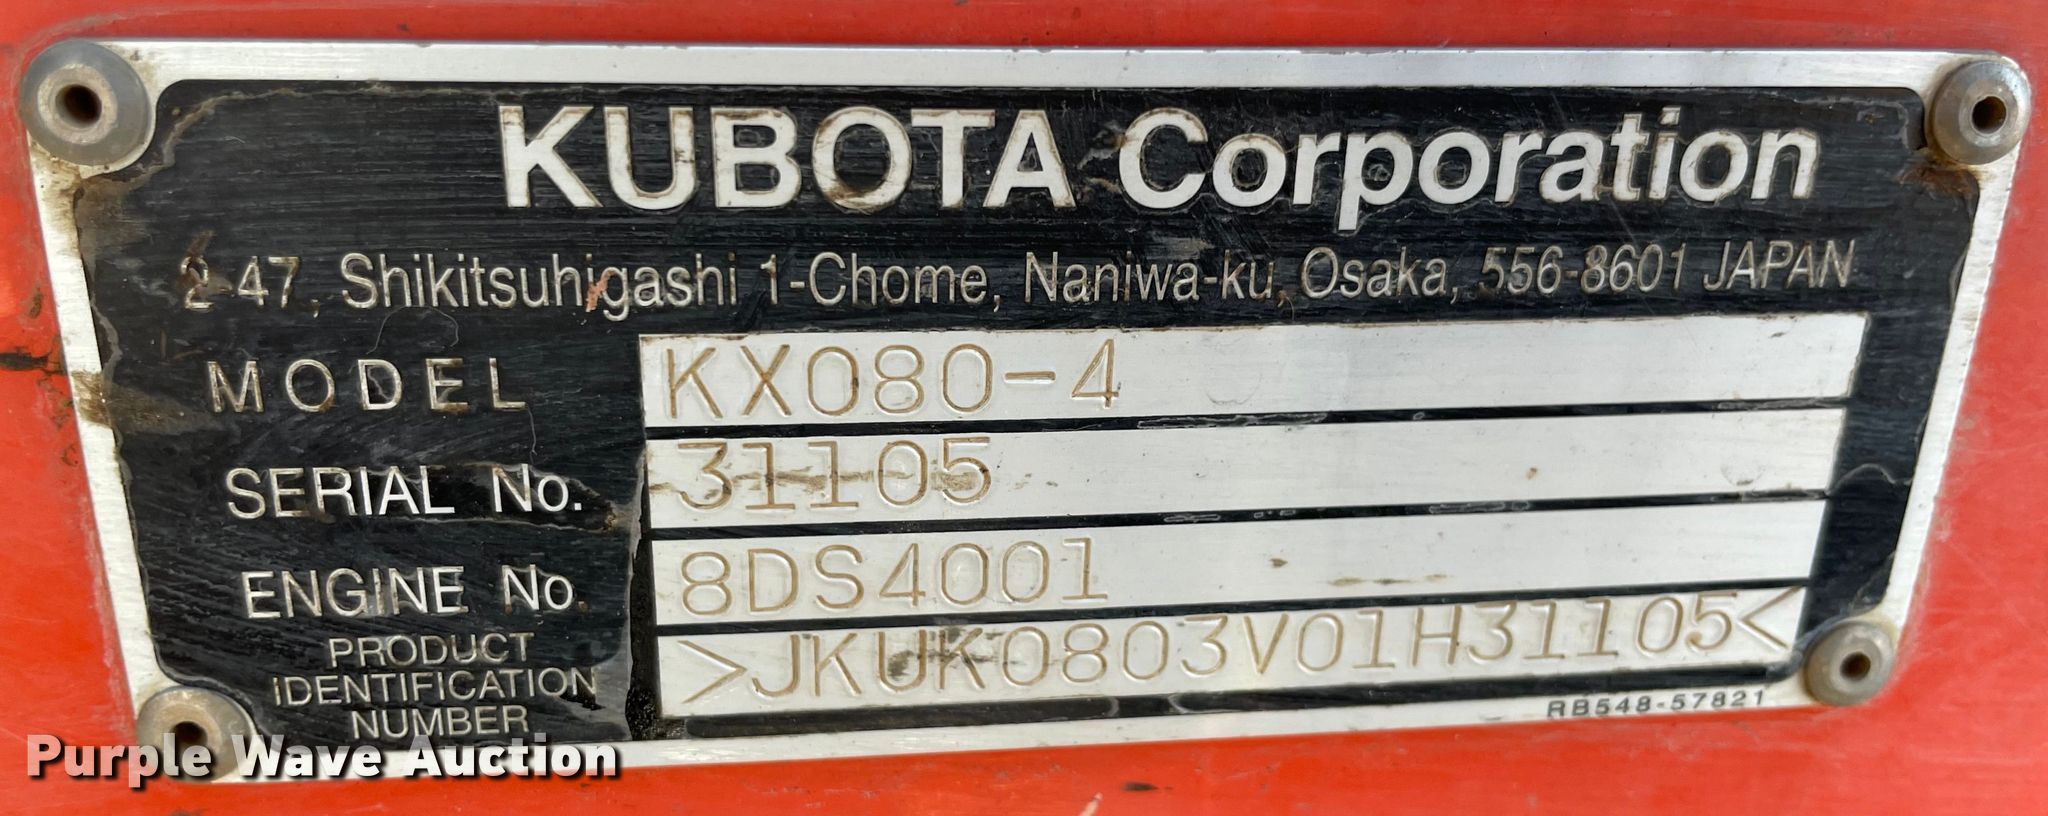 KUBOTA Corporation
2-47, Shikitsuhigashi 1-Chome, Naniwa-ku, Osaka, 556-8601 JAPAN
MODEL KX080-4
SERIAL No. 31105
ENGINE No. 8DS4001
PRODUCT IDENTIFICATION NUMBER >JKUK0803V01H31105<
RB548-57821
Purple Wave Auction